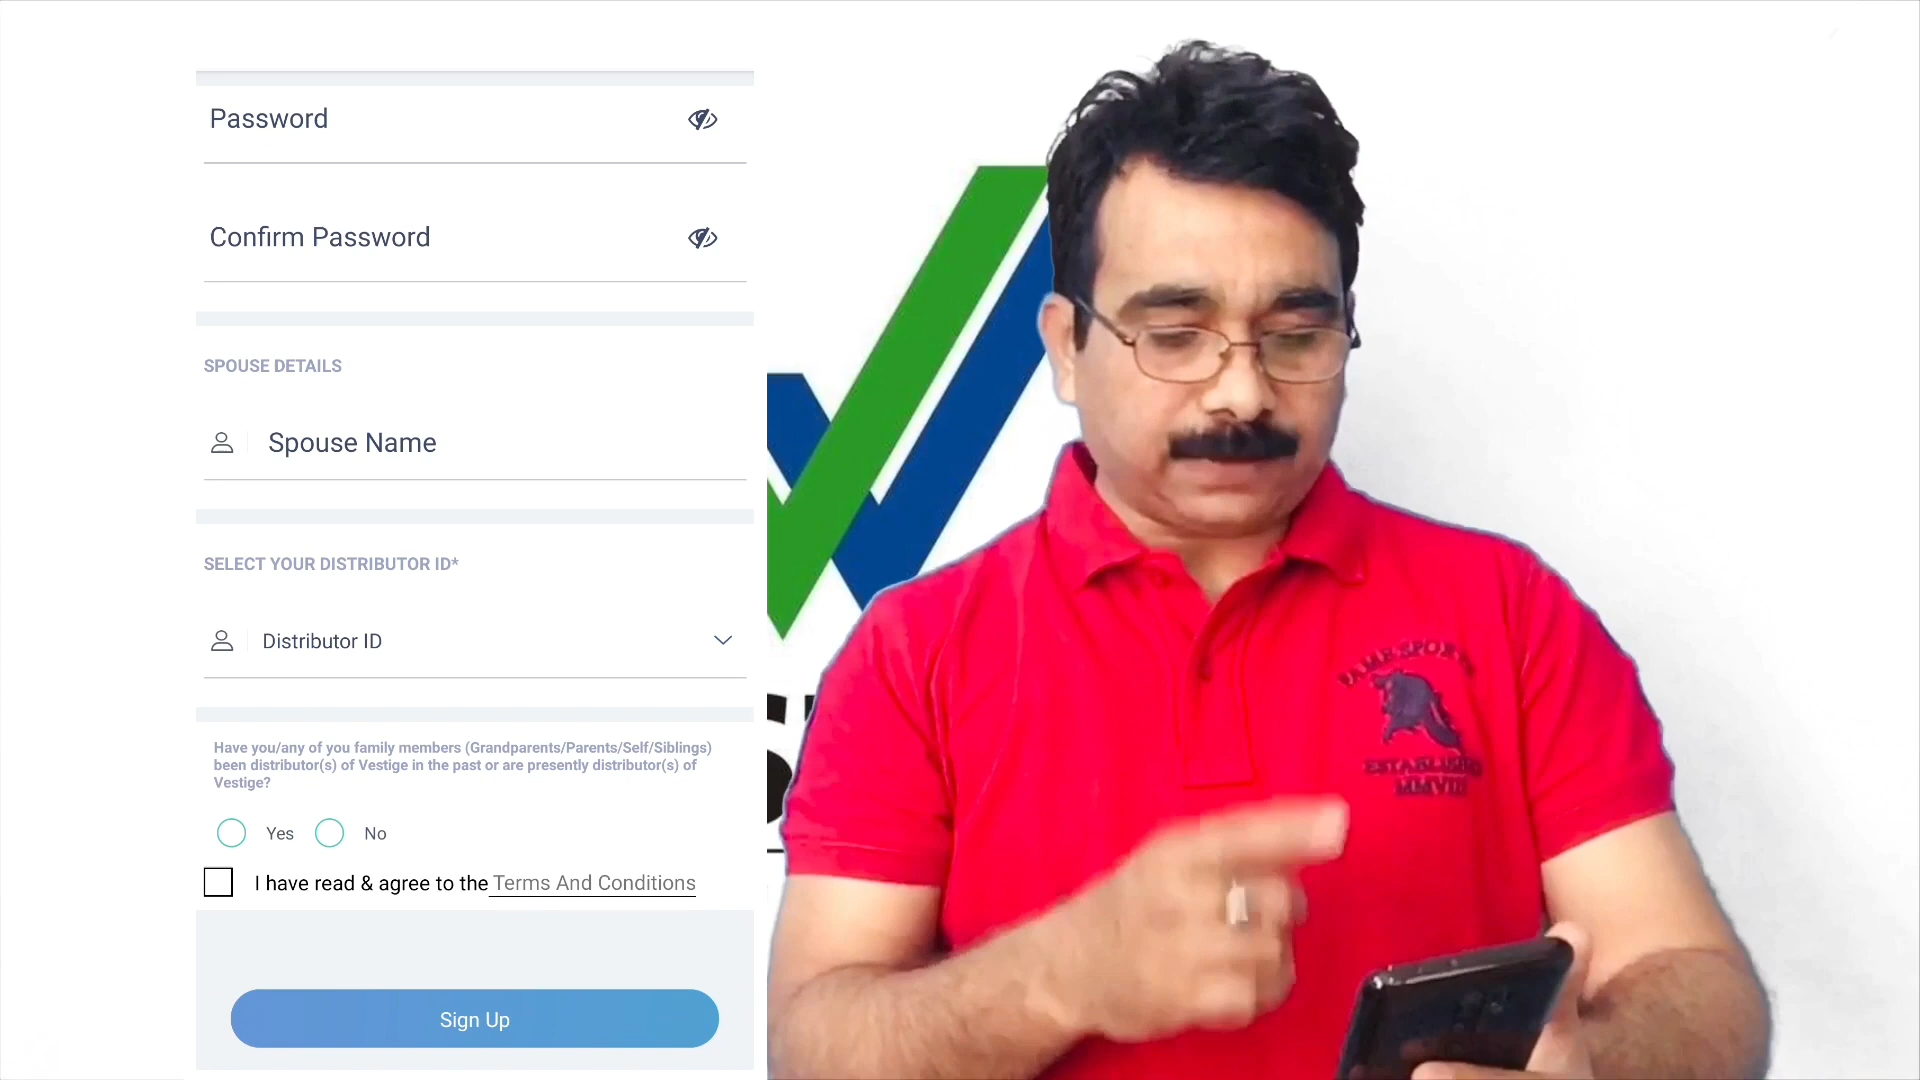 Password
Confirm Password
SPOUSE DETAILS
Spouse Name
SELECT YOUR DISTRIBUTOR ID*
Distributor ID
Have you/any of you family members (Grandparents/Parents/Self/Siblings)
been distributor(s) of Vestige in the past or are presently distributor(s) of
Vestige?
Yes No
I have read & agree to the Terms And Conditions
Sign Up